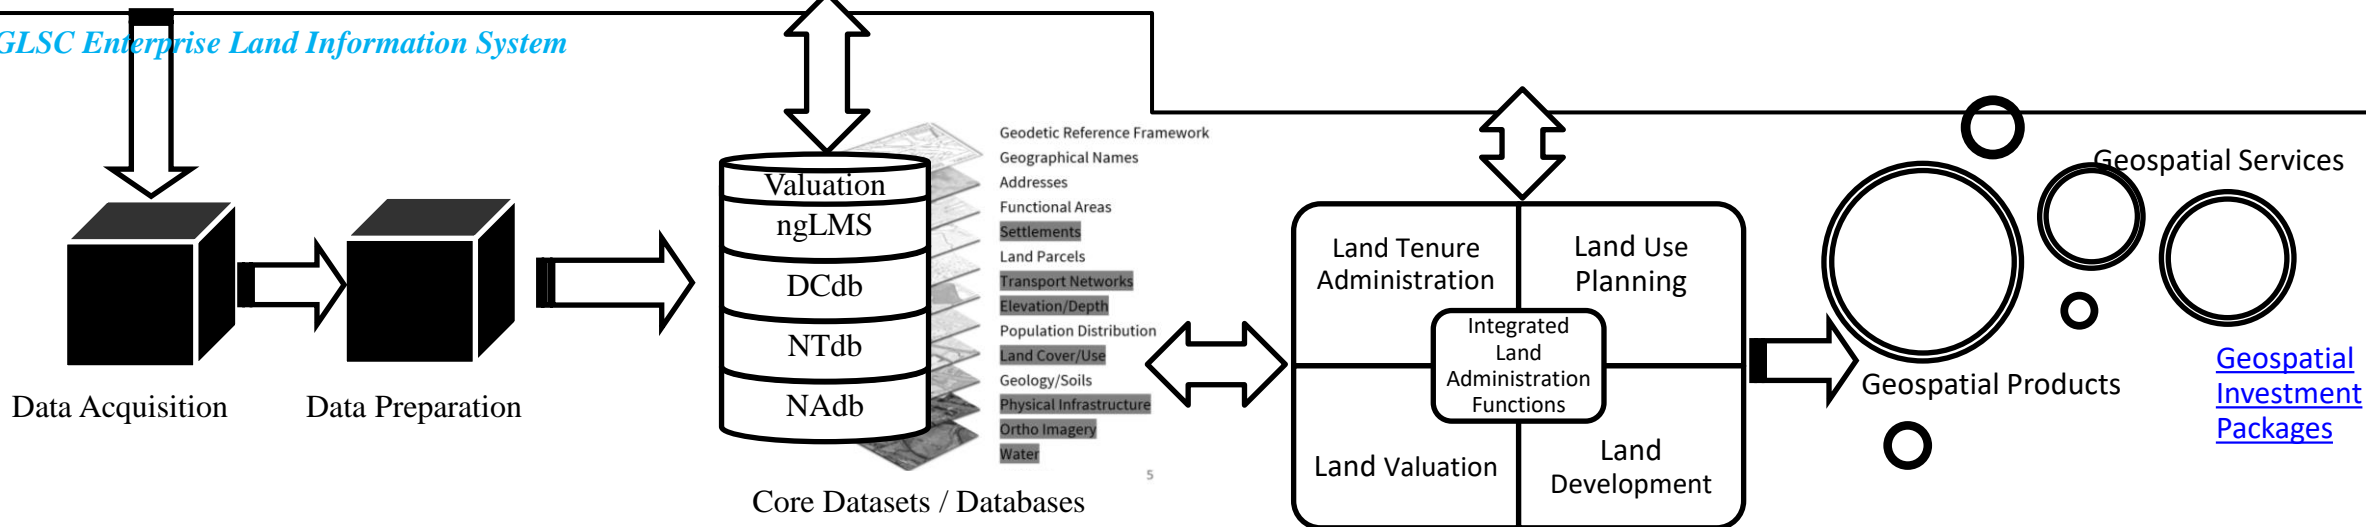 GLSC Enterprise Land Information System
Data Acquisition
Data Preparation
Valuation
ngLMS
DCdb
NTdb
NAdb
Geodetic Reference Framework
Geographical Names
Addresses
Functional Areas
Settlements
Land Parcels
Transport Networks
Elevation/Depth
Population Distribution
Land Cover/Use
Geology/Soils
Physical Infrastructure
Ortho Imagery
Water
5
Core Datasets / Databases
Land Tenure
Administration
Land Use
Planning
Integrated
Land
Administration
Functions
Land Valuation
Land
Development
Geospatial Services
Geospatial Products
Geospatial
Investment
Packages